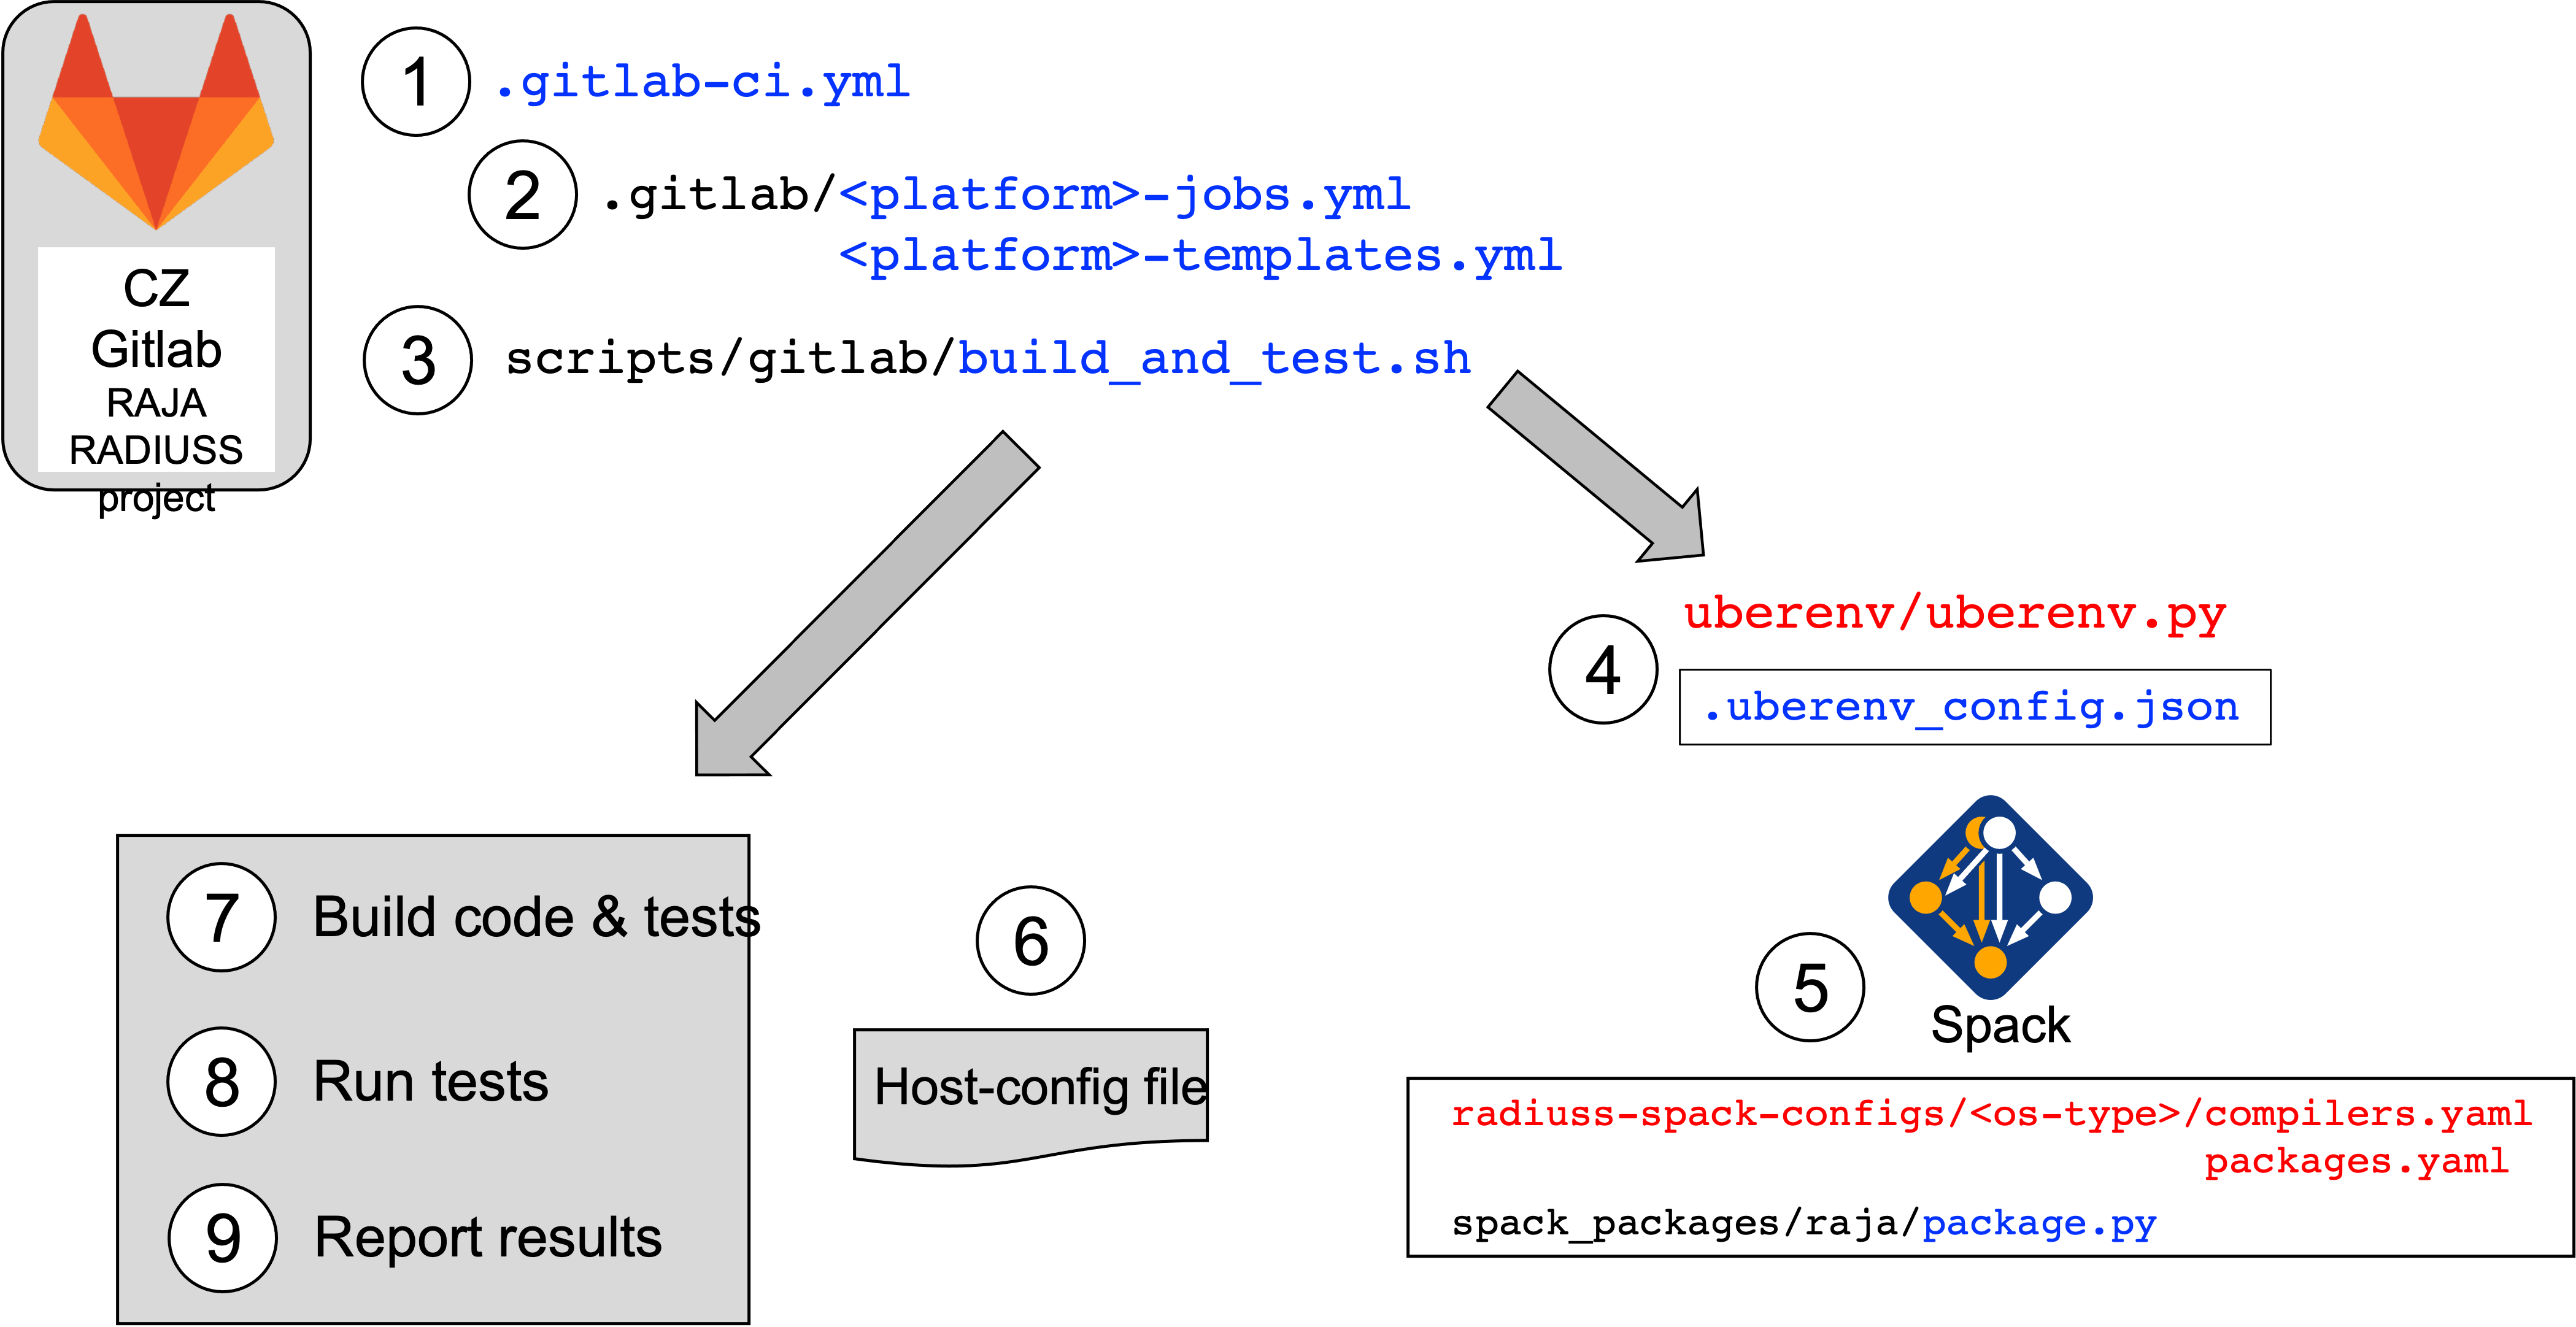 CZ
Gitlab
RAJA
RADIUSS
project
1 .gitlab-ci.yml
2 .gitlab/<platform>-jobs.yml
<platform>-templates.yml
3 scripts/gitlab/build_and_test.sh
4 uberenv/uberenv.py
.uberenv_config.json
5 Spack
radiuss-spack-configs/<os-type>/compilers.yaml
packages.yaml
spack_packages/raja/package.py
6
Host-config file
7 Build code & tests
8 Run tests
9 Report results